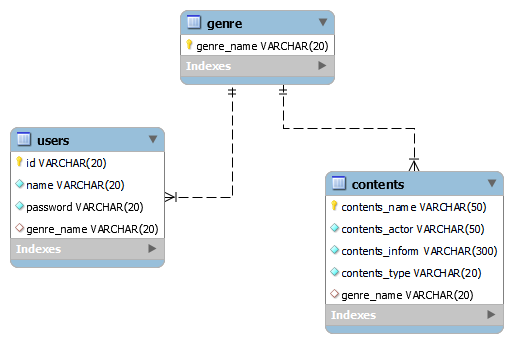 genre
genre_name VARCHAR(20)
Indexes
users
id VARCHAR(20)
name VARCHAR(20)
password VARCHAR(20)
genre_name VARCHAR(20)
Indexes
contents
contents_name VARCHAR(50)
contents_actor VARCHAR(50)
contents_inform VARCHAR(300)
contents_type VARCHAR(20)
genre_name VARCHAR(20)
Indexes